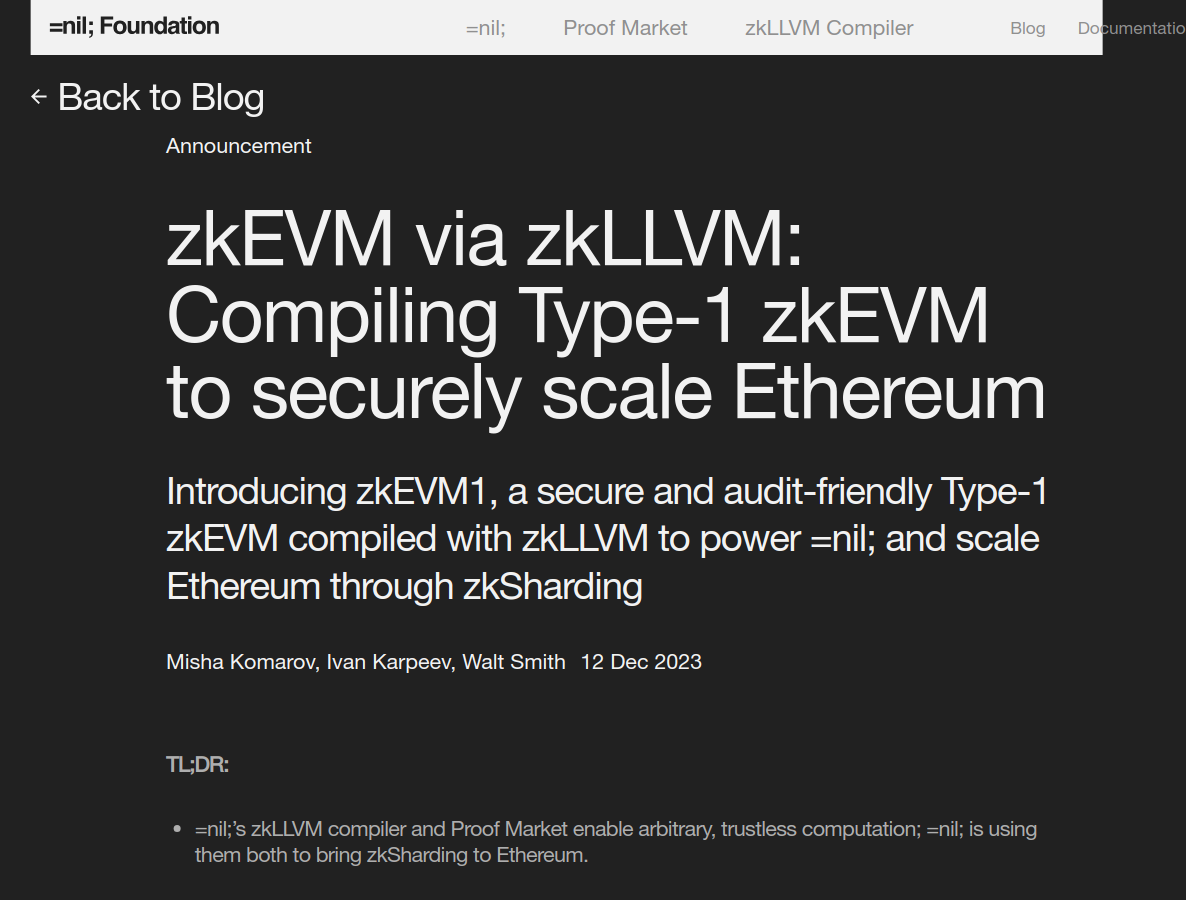 =nil; Foundation =nil; Proof Market zkLLVM Compiler Blog Documentatio
← Back to Blog
Announcement
zkEVM via zkLLVM:
Compiling Type-1 zkEVM
to securely scale Ethereum
Introducing zkEVM1, a secure and audit-friendly Type-1
zkEVM compiled with zkLLVM to power =nil; and scale
Ethereum through zkSharding
Misha Komarov, Ivan Karpeev, Walt Smith 12 Dec 2023
TL;DR:
• =nil;’s zkLLVM compiler and Proof Market enable arbitrary, trustless computation; =nil; is using
them both to bring zkSharding to Ethereum.